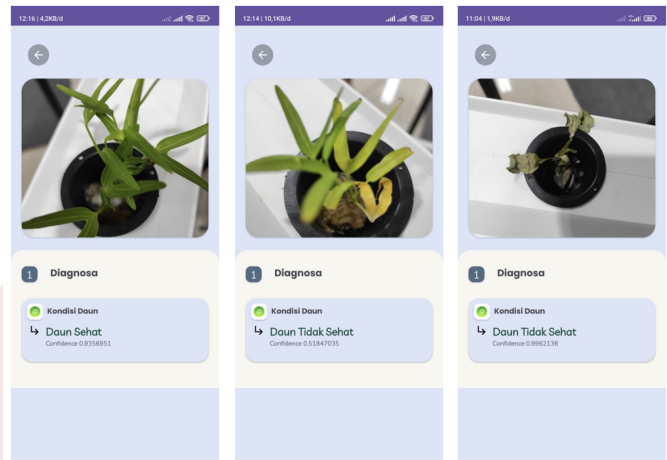 12:16 | 4,2KB/d
Diagnosa
1
Kondisi Daun
Daun Sehat
Confidence 0.9356951
12:14 | 10,1KB/d
Diagnosa
1
Kondisi Daun
Daun Tidak Sehat
Confidence 0.51847035
11:04 | 1,9KB/d
Diagnosa
1
Kondisi Daun
Daun Tidak Sehat
Confidence 0.8962136